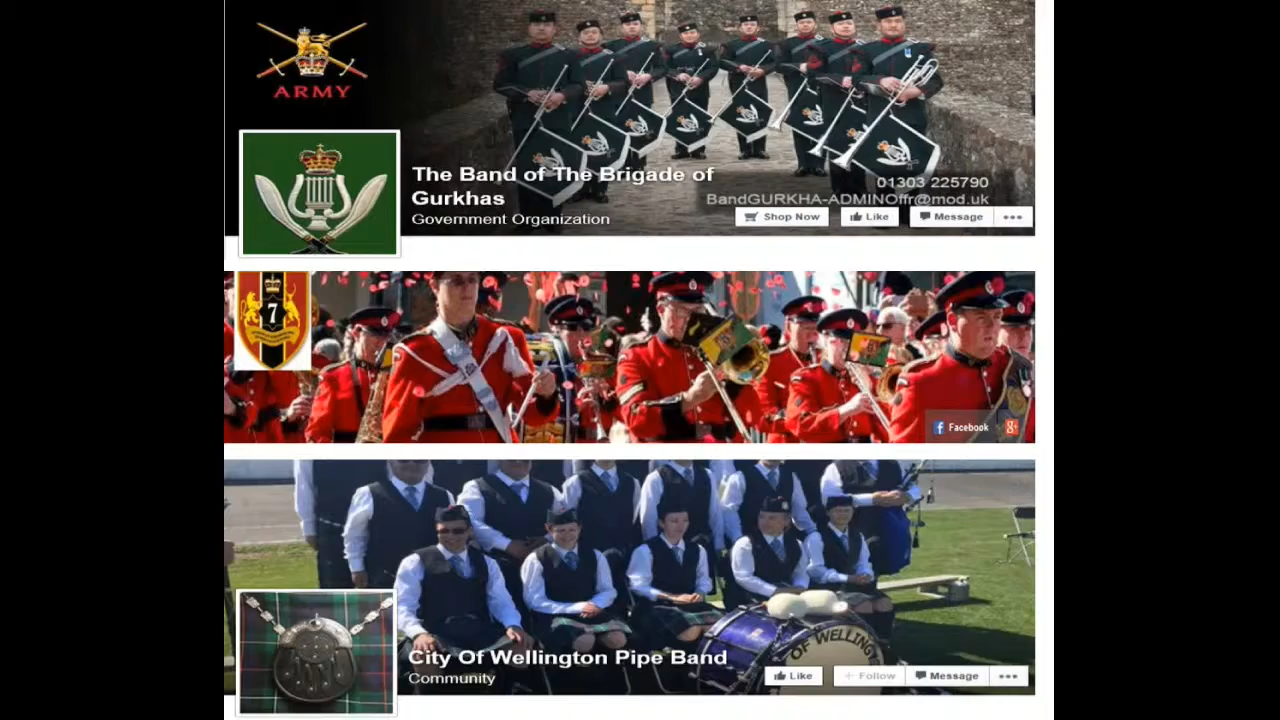 ARMY
The Band of The Brigade of
Gurkhas
Government Organization
01303 225790
BandGURKHA-ADMINOffr@mod.uk
Shop Now
Like
Message
7
Facebook
g+
City Of Wellington Pipe Band
Community
OF WELLING
Like
+ Follow
Message